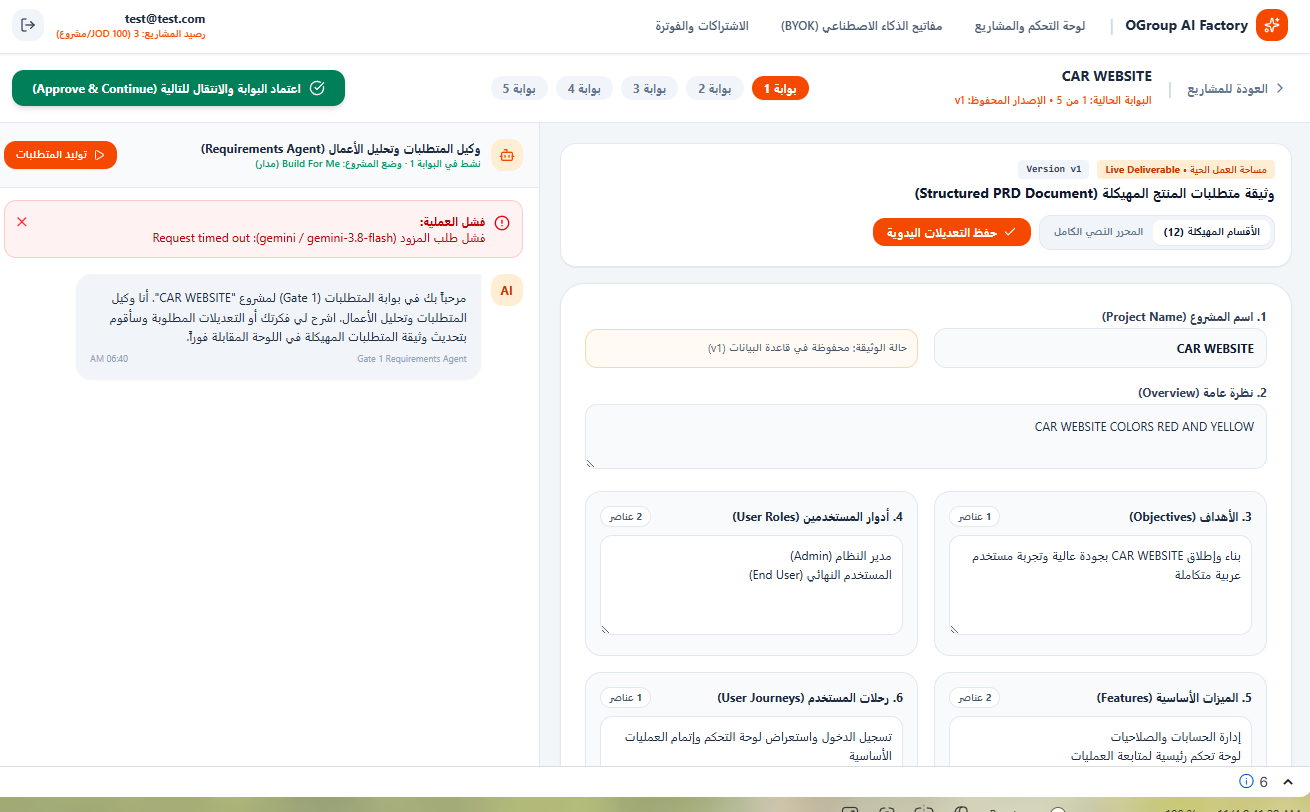 OGroup AI Factory
لوحة التحكم والمشاريع
مفاتيح الذكاء الاصطناعي (BYOK)
الاشتراكات والفوترة
test@test.com
رصيد المشاريع: 3 (100 JOD/مشروع)
العودة للمشاريع
CAR WEBSITE
البوابة الحالية: 1 من 5 • الإصدار المحفوظ: v1
بوابة 1
بوابة 2
بوابة 3
بوابة 4
بوابة 5
اعتماد البوابة والانتقال للتالية (Approve & Continue)
مساحة العمل الحية • Live Deliverable
Version v1
وثيقة متطلبات المنتج المهيكلة (Structured PRD Document)
الأقسام المهيكلة (12)
المحرر النصي الكامل
حفظ التعديلات اليدوية
1. اسم المشروع (Project Name)
CAR WEBSITE
حالة الوثيقة: محفوظة في قاعدة البيانات (v1)
2. نظرة عامة (Overview)
CAR WEBSITE COLORS RED AND YELLOW
3. الأهداف (Objectives)
1 عناصر
بناء وإطلاق CAR WEBSITE بجودة عالية وتجربة مستخدم
عربية متكاملة
4. أدوار المستخدمين (User Roles)
2 عناصر
مدير النظام (Admin)
المستخدم النهائي (End User)
5. الميزات الأساسية (Features)
2 عناصر
إدارة الحسابات والصلاحيات
لوحة تحكم رئيسية لمتابعة العمليات
6. رحلات المستخدم (User Journeys)
1 عناصر
تسجيل الدخول واستعراض لوحة التحكم وإتمام العمليات
الأساسية
وكيل المتطلبات وتحليل الأعمال (Requirements Agent)
نشط في البوابة 1 · وضع المشروع: Build For Me (مدار)
توليد المتطلبات
فشل العملية:
فشل طلب المزود (gemini / gemini-3.8-flash): Request timed out
AI
مرحباً بك في بوابة المتطلبات (Gate 1) لمشروع "CAR WEBSITE". أنا وكيل
المتطلبات وتحليل الأعمال. اشرح لي فكرتك أو التعديلات المطلوبة وسأقوم
بتحديث وثيقة المتطلبات المهيكلة في اللوحة المقابلة فوراً.
Gate 1 Requirements Agent
06:40 AM
6